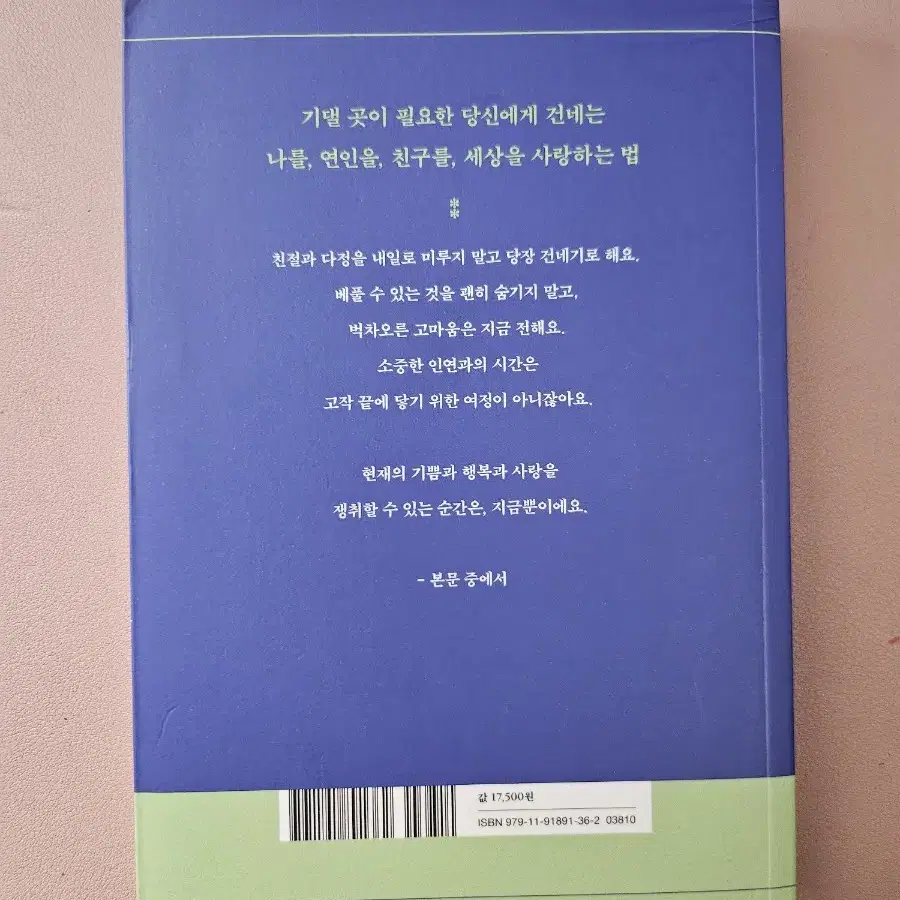 기댈 곳이 필요한 당신에게 건네는
나를, 연인을, 친구를, 세상을 사랑하는 법
친절과 다정을 내일로 미루지 말고 당장 건네기로 해요.
베풀 수 있는 것을 괜히 숨기지 말고,
벅차오른 고마움은 지금 전해요.
소중한 인연과의 시간은
고작 끝에 닿기 위한 여정이 아니잖아요.
현재의 기쁨과 행복과 사랑을
쟁취할 수 있는 순간은, 지금뿐이에요.
- 본문 중에서
값 17,500원
ISBN 979-11-91891-36-2 03810